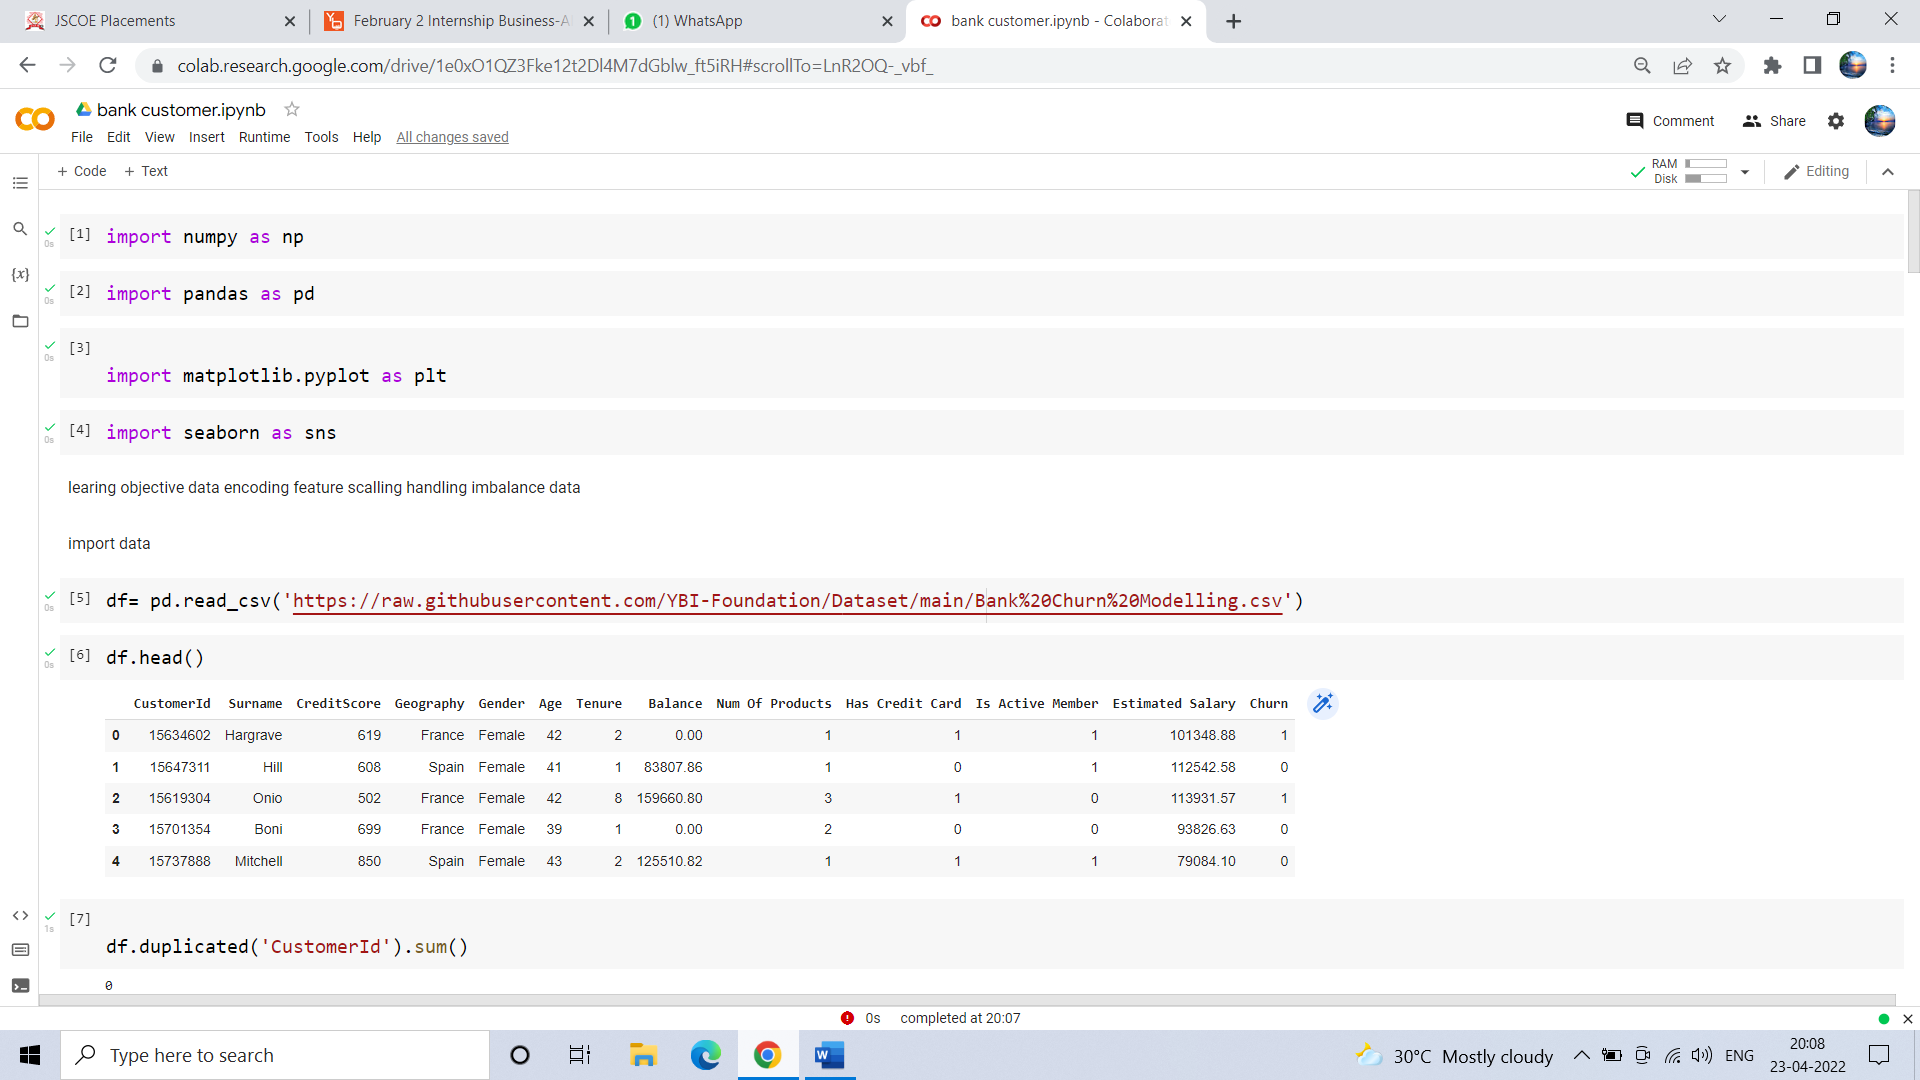 JSCOE Placements
February 2 Internship Business-A
(1) WhatsApp
bank customer.ipynb - Colaborat
colab.research.google.com/drive/1e0xO1QZ3Fke12t2Dl4M7dGblw_ft5iRH#scrollTo=LnR2OQ-_vbf_
bank customer.ipynb
File Edit View Insert Runtime Tools Help All changes saved
Comment Share
+ Code + Text
RAM
Disk
Editing
[1] import numpy as np
0s
[2] import pandas as pd
0s
[3]
0s
import matplotlib.pyplot as plt
[4] import seaborn as sns
0s
learing objective data encoding feature scalling handling imbalance data
import data
[5] df= pd.read_csv('https://raw.githubusercontent.com/YBI-Foundation/Dataset/main/Bank%20Churn%20Modelling.csv')
0s
[6] df.head()
0s
CustomerId Surname CreditScore Geography Gender Age Tenure Balance Num Of Products Has Credit Card Is Active Member Estimated Salary Churn
0 15634602 Hargrave 619 France Female 42 2 0.00 1 1 1 101348.88 1
1 15647311 Hill 608 Spain Female 41 1 83807.86 1 0 1 112542.58 0
2 15619304 Onio 502 France Female 42 8 159660.80 3 1 0 113931.57 1
3 15701354 Boni 699 France Female 39 1 0.00 2 0 0 93826.63 0
4 15737888 Mitchell 850 Spain Female 43 2 125510.82 1 1 1 79084.10 0
[7]
1s
df.duplicated('CustomerId').sum()
0
0s completed at 20:07
Type here to search
30°C Mostly cloudy
ENG
20:08
23-04-2022